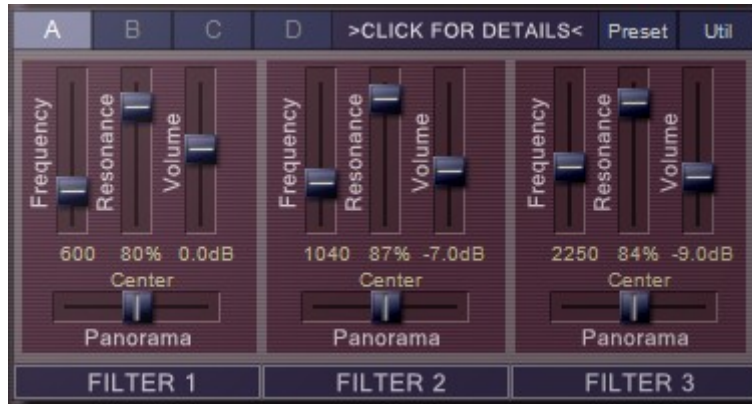 A B C D >CLICK FOR DETAILS< Preset Util
Frequency Resonance Volume Frequency Resonance Volume Frequency Resonance Volume
600 80% 0.0dB 1040 87% -7.0dB 2250 84% -9.0dB
Center Center Center
Panorama Panorama Panorama
FILTER 1 FILTER 2 FILTER 3